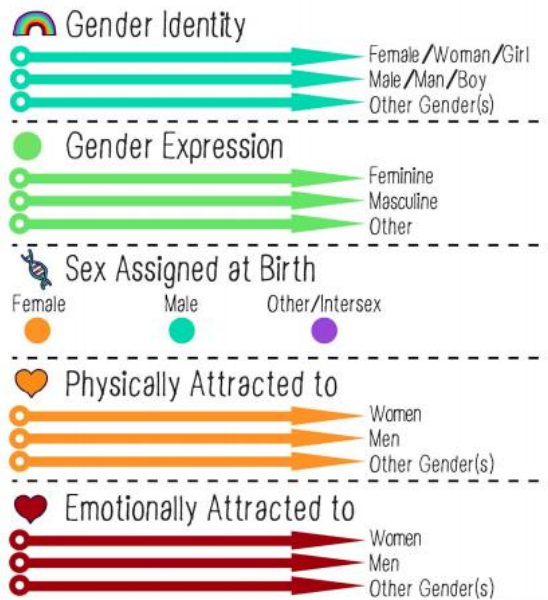 Gender Identity
Female/Woman/Girl
Male/Man/Boy
Other Gender(s)
Gender Expression
Feminine
Masculine
Other
Sex Assigned at Birth
Female Male Other/Intersex
Physically Attracted to
Women
Men
Other Gender(s)
Emotionally Attracted to
Women
Men
Other Gender(s)